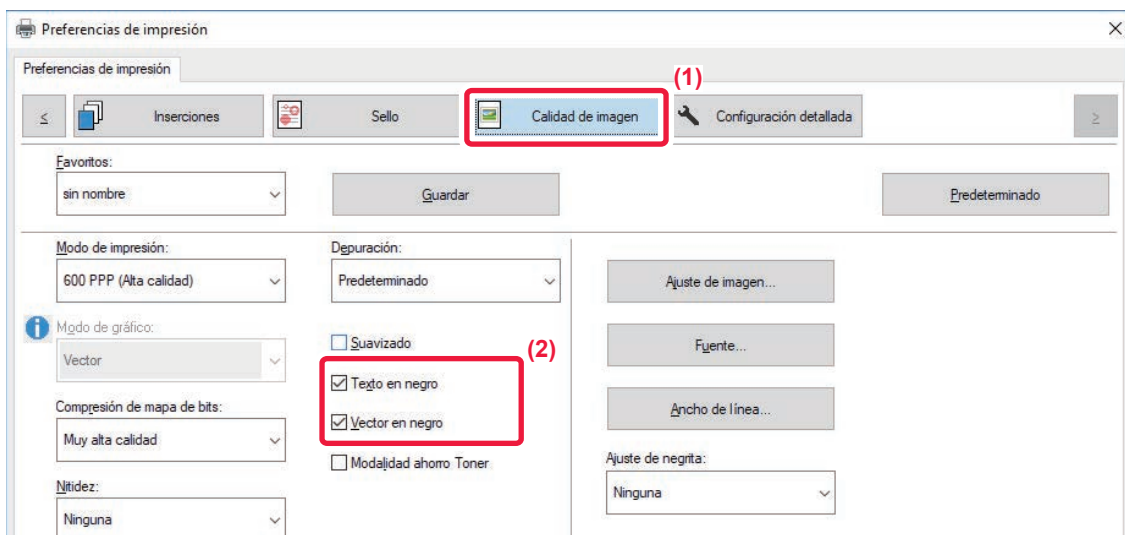 Preferencias de impresión
Preferencias de impresión
(1)
< Inserciones Sello Calidad de imagen Configuración detallada >
Favoritos:
sin nombre Guardar Predeterminado
Modo de impresión: Depuración:
600 PPP (Alta calidad) Predeterminado Ajuste de imagen...
Modo de gráfico:
Vector
Suavizado (2)
Fuente...
Texto en negro
Compresión de mapa de bits:
Muy alta calidad
Vector en negro
Ancho de línea...
Modalidad ahorro Toner
Ajuste de negrita:
Nitidez:
Ninguna
Ninguna